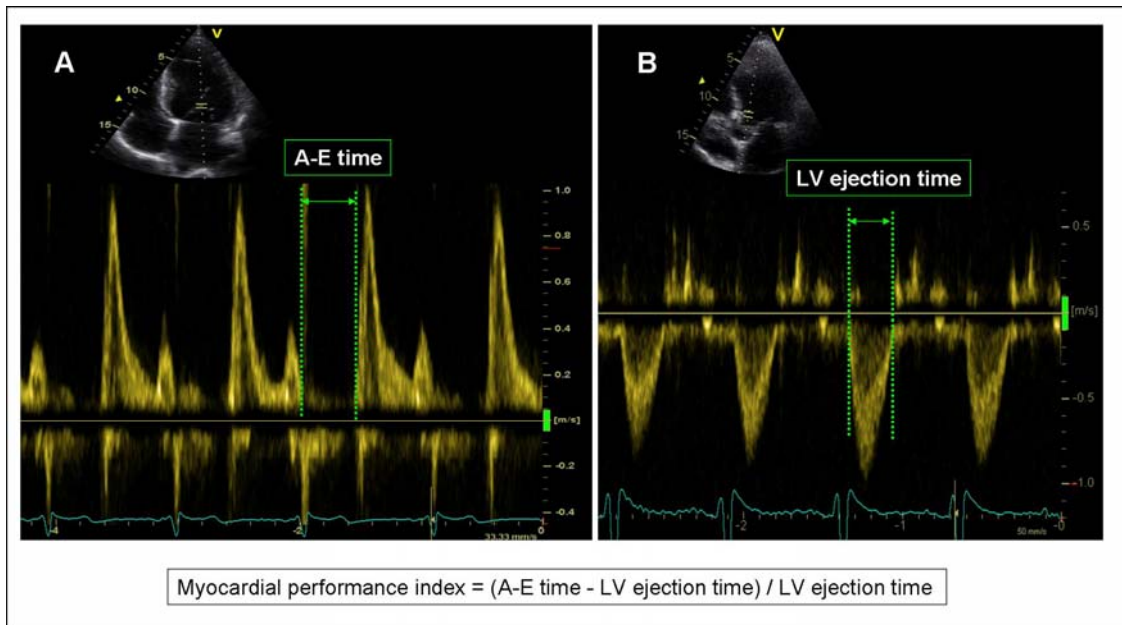 A
V
5
10
15
A-E time
1.0
0.8
0.6
0.4
0.2
[m/s]
-0.2
-0.4
-4
-2
0
33.33 mm/s
B
V
5
10
15
LV ejection time
0.5
[m/s]
-0.5
-1.0
-2
-1
-0
50 mm/s
Myocardial performance index = (A-E time - LV ejection time) / LV ejection time